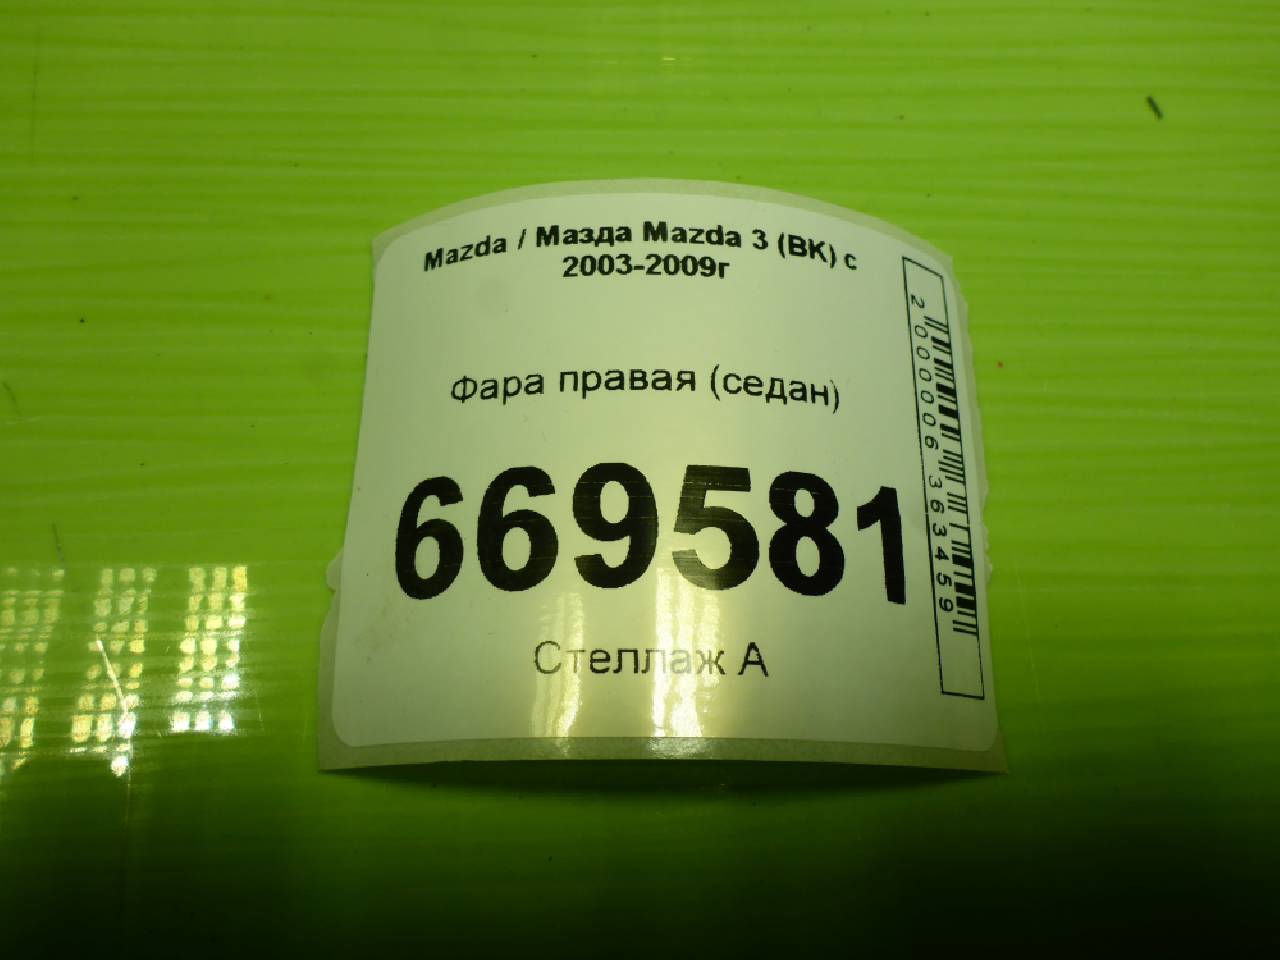 Mazda / Мазда Mazda 3 (BK) с
2003-2009г
Фара правая (седан)
669581
Стеллаж А
2000006363459